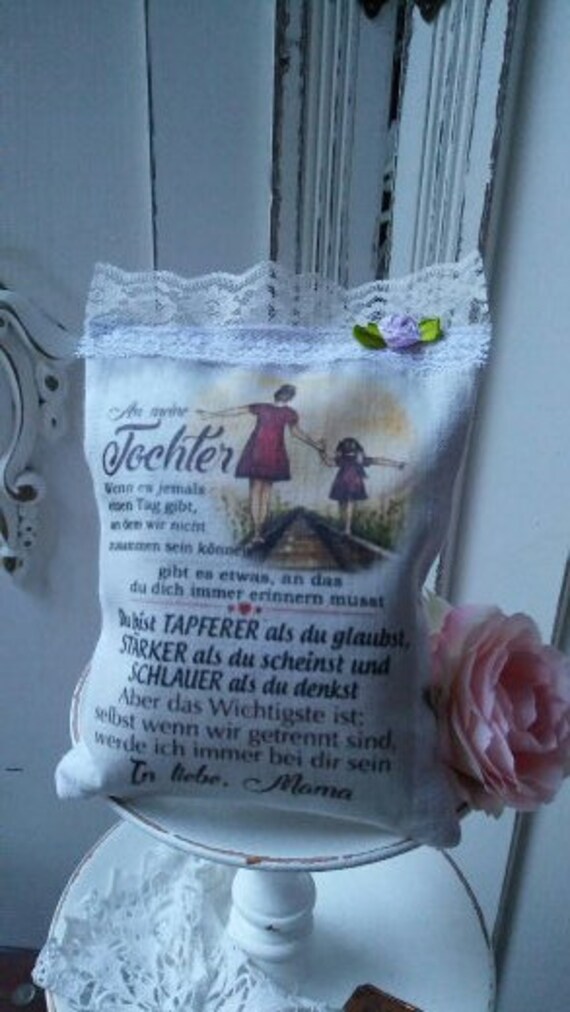 An meine
Tochter
Wenn es jemals
einen Tag gibt,
an dem wir nicht
zusammen sein können
gibt es etwas, an das
du dich immer erinnern musst
Du bist TAPFERER als du glaubst,
STÄRKER als du scheinst und
SCHLAUER als du denkst
Aber das Wichtigste ist:
selbst wenn wir getrennt sind,
werde ich immer bei dir sein
In liebe, Mama